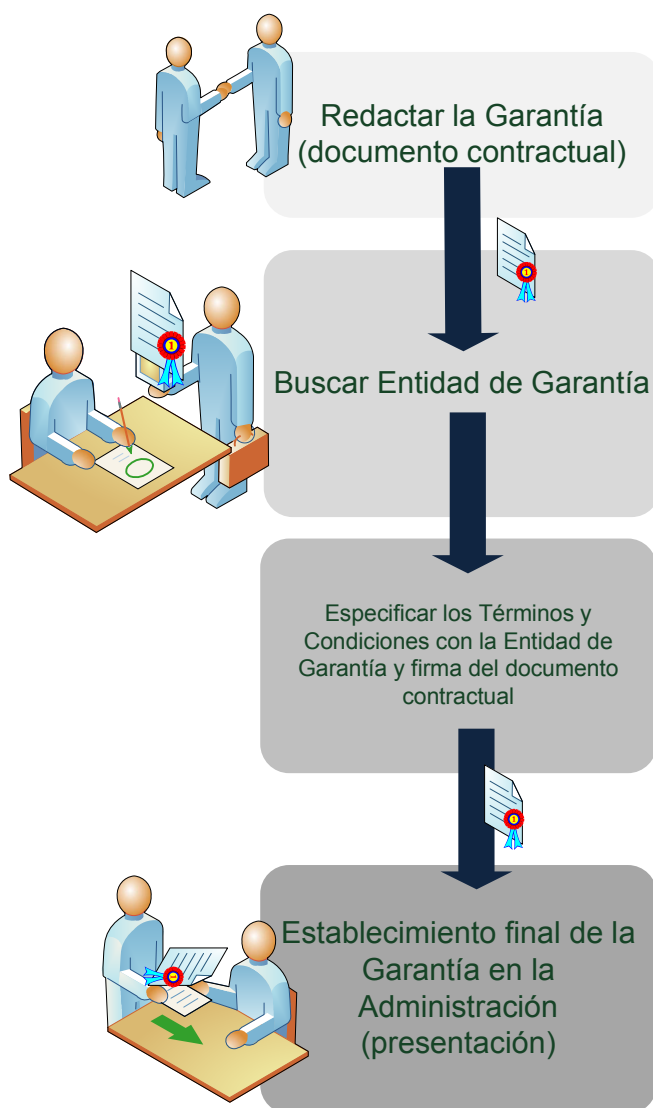 Redactar la Garantía
(documento contractual)
Buscar Entidad de Garantía
Especificar los Términos y
Condiciones con la Entidad de
Garantía y firma del documento
contractual
Establecimiento final de la
Garantía en la
Administración
(presentación)